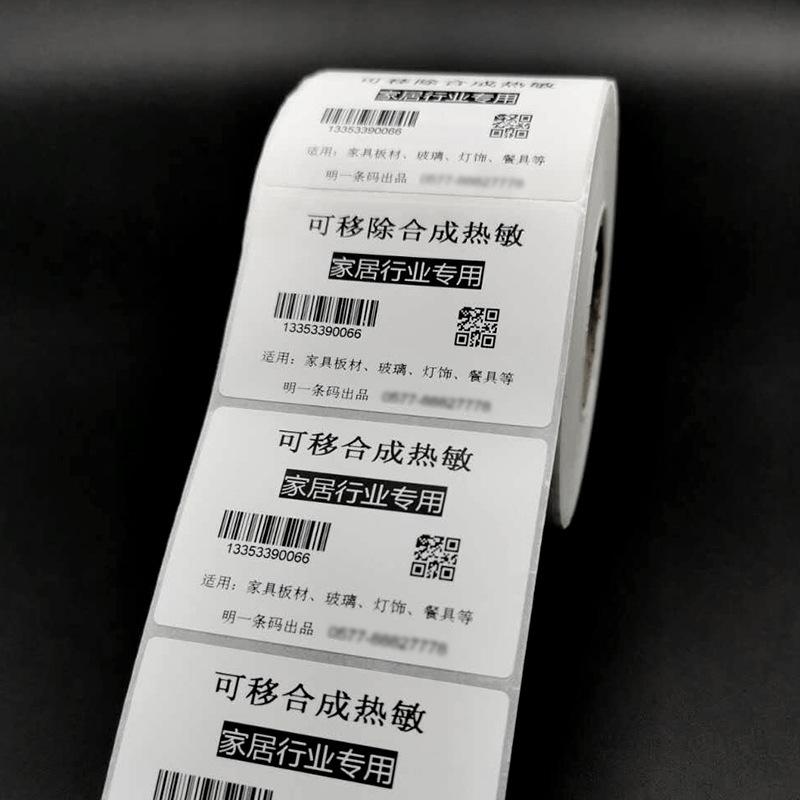 可移除合成热敏
家居行业专用
13353390066
适用：家具板材、玻璃、灯饰、餐具等
明一条码出品
可移除合成热敏
家居行业专用
13353390066
适用：家具板材、玻璃、灯饰、餐具等
明一条码出品
可移合成热敏
家居行业专用
13353390066
适用：家具板材、玻璃、灯饰、餐具等
明一条码出品
可移合成热敏
家居行业专用